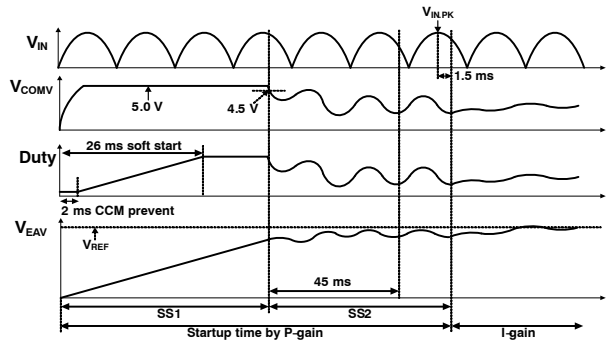 V_IN.PK
V_IN
1.5 ms
V_COMV
5.0 V
4.5 V
26 ms soft start
Duty
2 ms CCM prevent
V_EAV
V_REF
45 ms
SS1
SS2
Startup time by P-gain
I-gain